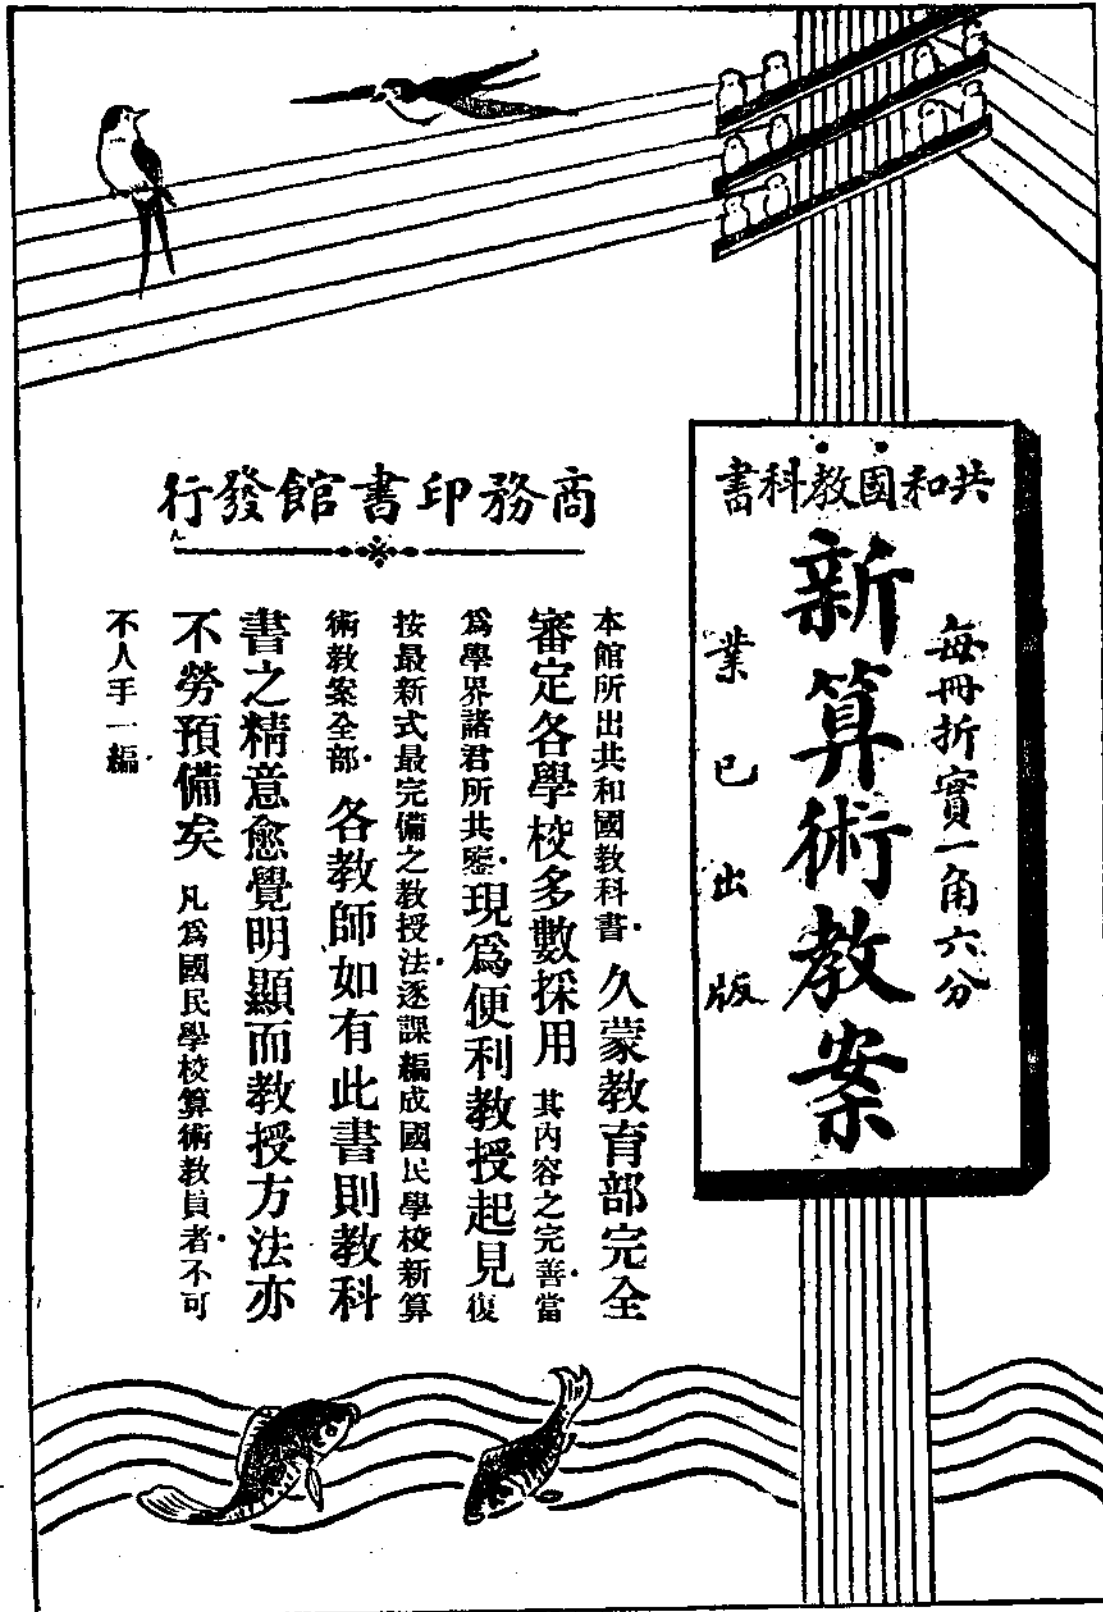 共和國教科書
每冊折實一角六分
新算術教案
業已出版
商務印書館發行
本館所出共和國教科書久蒙教育部完全
審定各學校多數採用其內容之完善當
爲學界諸君所共鑒現爲便利教授起見復
按最新式最完備之教授法逐課編成國民學校新算
術教案全部各教師如有此書則教科
書之精意愈覺明顯而教授方法亦
不勞預備矣凡爲國民學校算術教員者不可
不人手一編